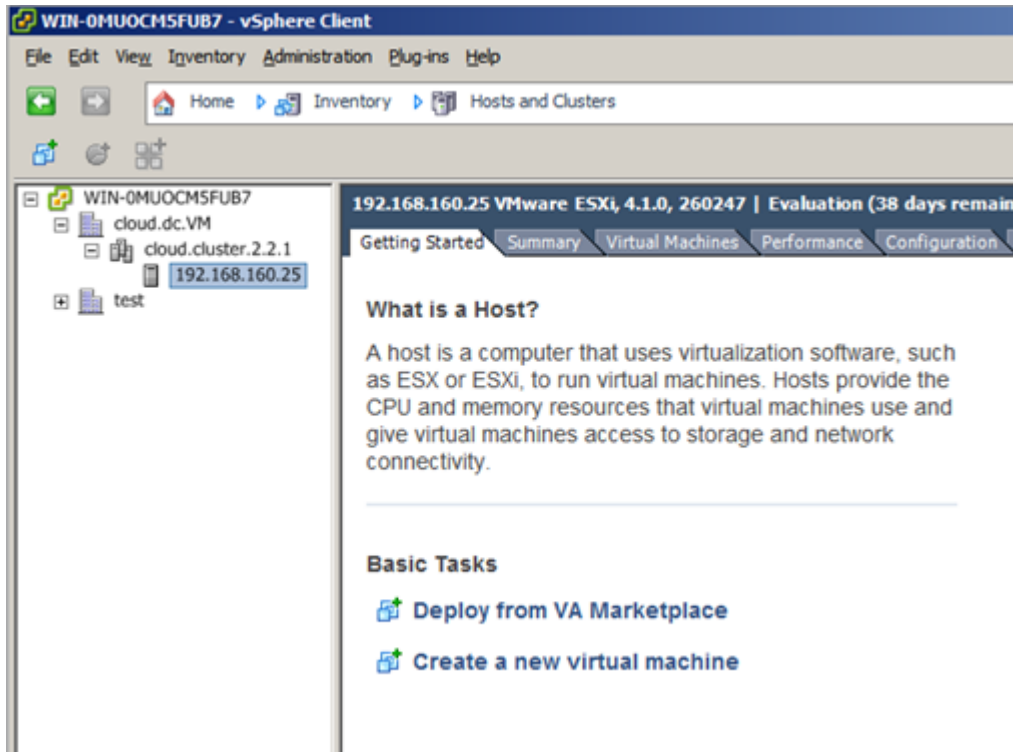 WIN-0MUOCM5FUB7 - vSphere Client
File Edit View Inventory Administration Plug-ins Help
Home Inventory Hosts and Clusters
WIN-0MUOCM5FUB7
cloud.dc.VM
cloud.cluster.2.2.1
192.168.160.25
test
192.168.160.25 VMware ESXi, 4.1.0, 260247 | Evaluation (38 days remain
Getting Started Summary Virtual Machines Performance Configuration
What is a Host?
A host is a computer that uses virtualization software, such
as ESX or ESXi, to run virtual machines. Hosts provide the
CPU and memory resources that virtual machines use and
give virtual machines access to storage and network
connectivity.
Basic Tasks
Deploy from VA Marketplace
Create a new virtual machine